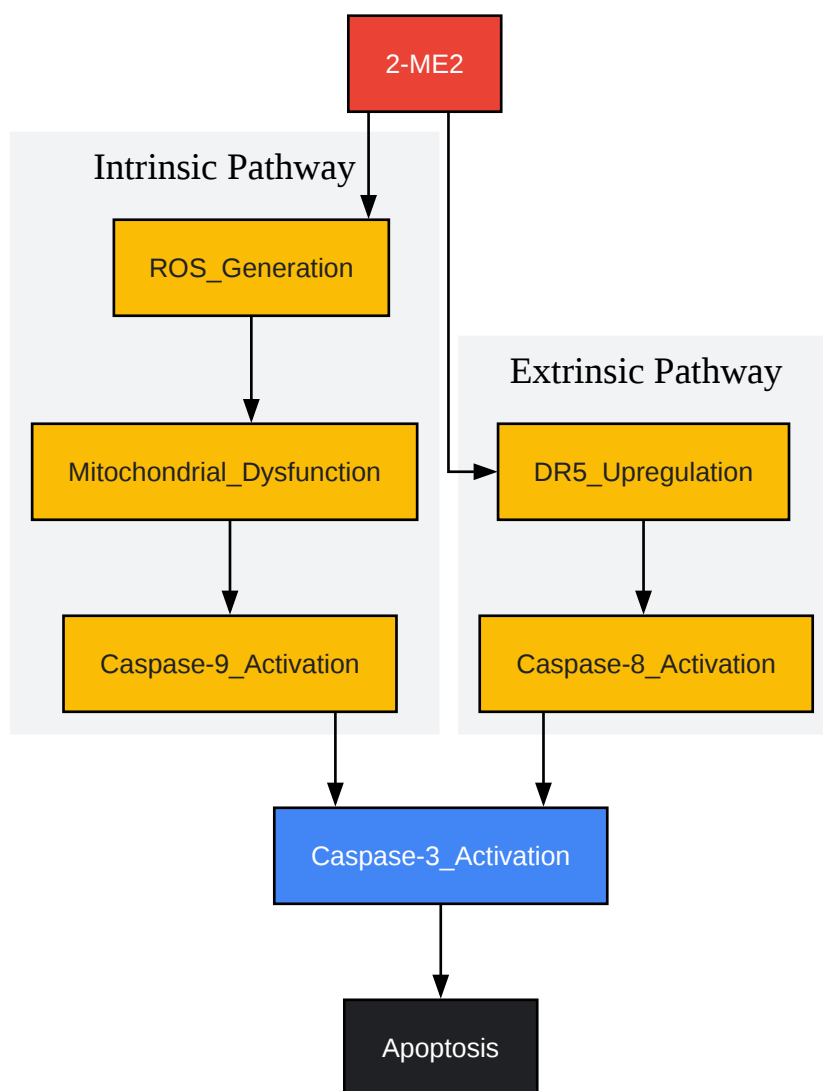 2-ME2
Intrinsic Pathway
ROS_Generation
Extrinsic Pathway
Mitochondrial_Dysfunction
DR5_Upregulation
Caspase-9_Activation
Caspase-8_Activation
Caspase-3_Activation
Apoptosis